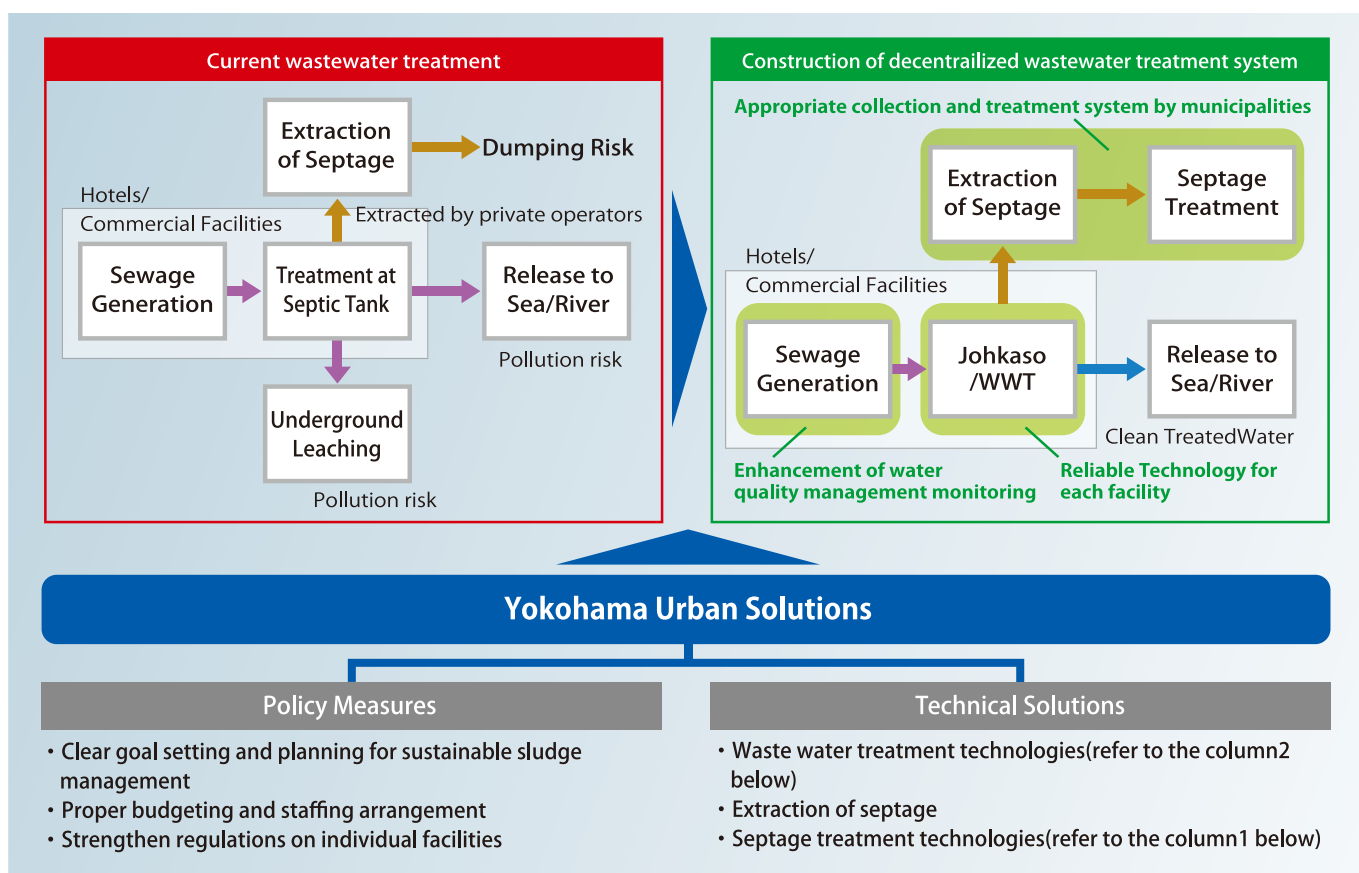 Current wastewater treatment
Extraction
of Septage
Dumping Risk
Hotels/
Commercial Facilities
Extracted by private operators
Sewage
Generation
Treatment at
Septic Tank
Release to
Sea/River
Pollution risk
Underground
Leaching
Pollution risk
Construction of decentrailized wastewater treatment system
Appropriate collection and treatment system by municipalities
Extraction
of Septage
Septage
Treatment
Hotels/
Commercial Facilities
Sewage
Generation
Johkaso
/WWT
Release to
Sea/River
Clean TreatedWater
Enhancement of water
quality management monitoring
Reliable Technology for
each facility
Yokohama Urban Solutions
Policy Measures
・Clear goal setting and planning for sustainable sludge
management
・Proper budgeting and staffing arrangement
・Strengthen regulations on individual facilities
Technical Solutions
・Waste water treatment technologies(refer to the column2
below)
・Extraction of septage
・Septage treatment technologies(refer to the column1 below)